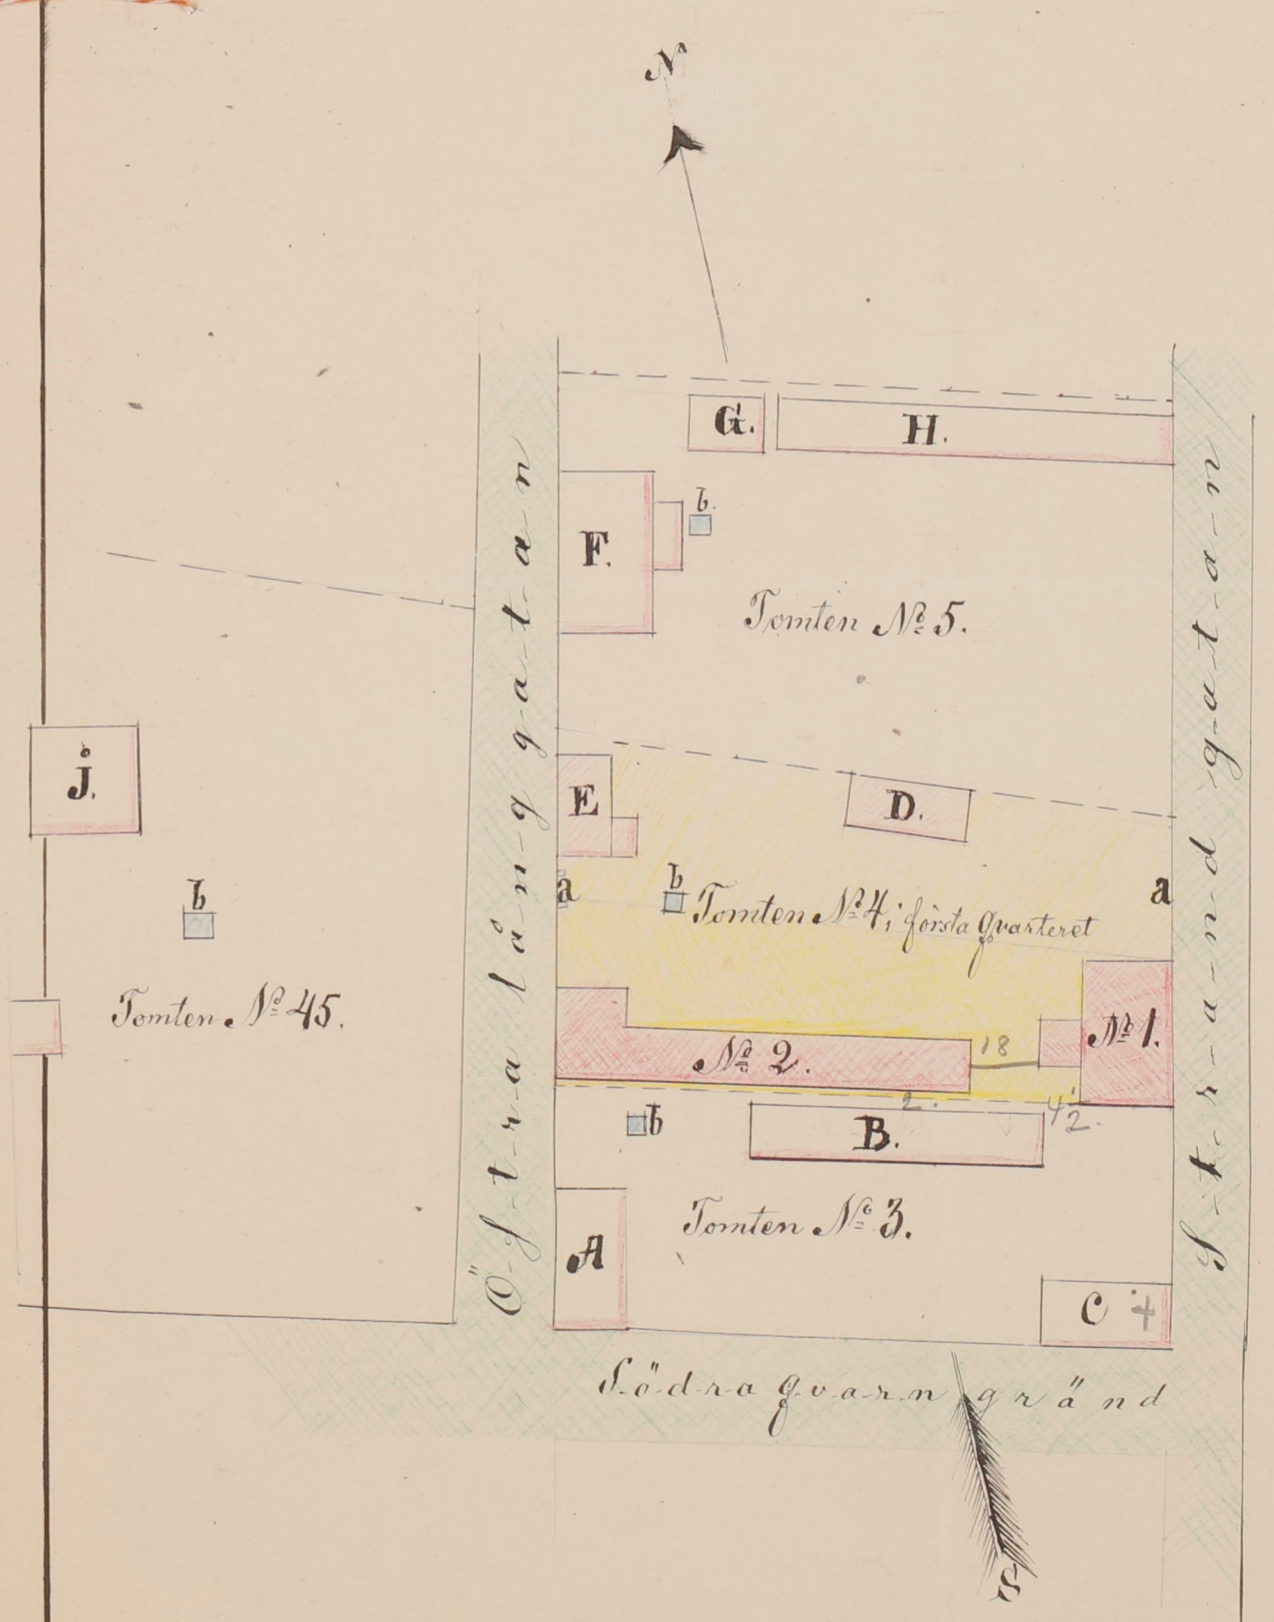 N
G.
H.
b.
F.
Tomten No 5.
J.
E
D.
a
b
a
Tomten No 4 i första qvarteret
b
Tomten No 45.
No 1.
18
No 2.
2.
4'
2.
b
B.
Tomten No 3.
A
C 4
Östra långgatan
Strandgatan
Södra qvarngränd
S